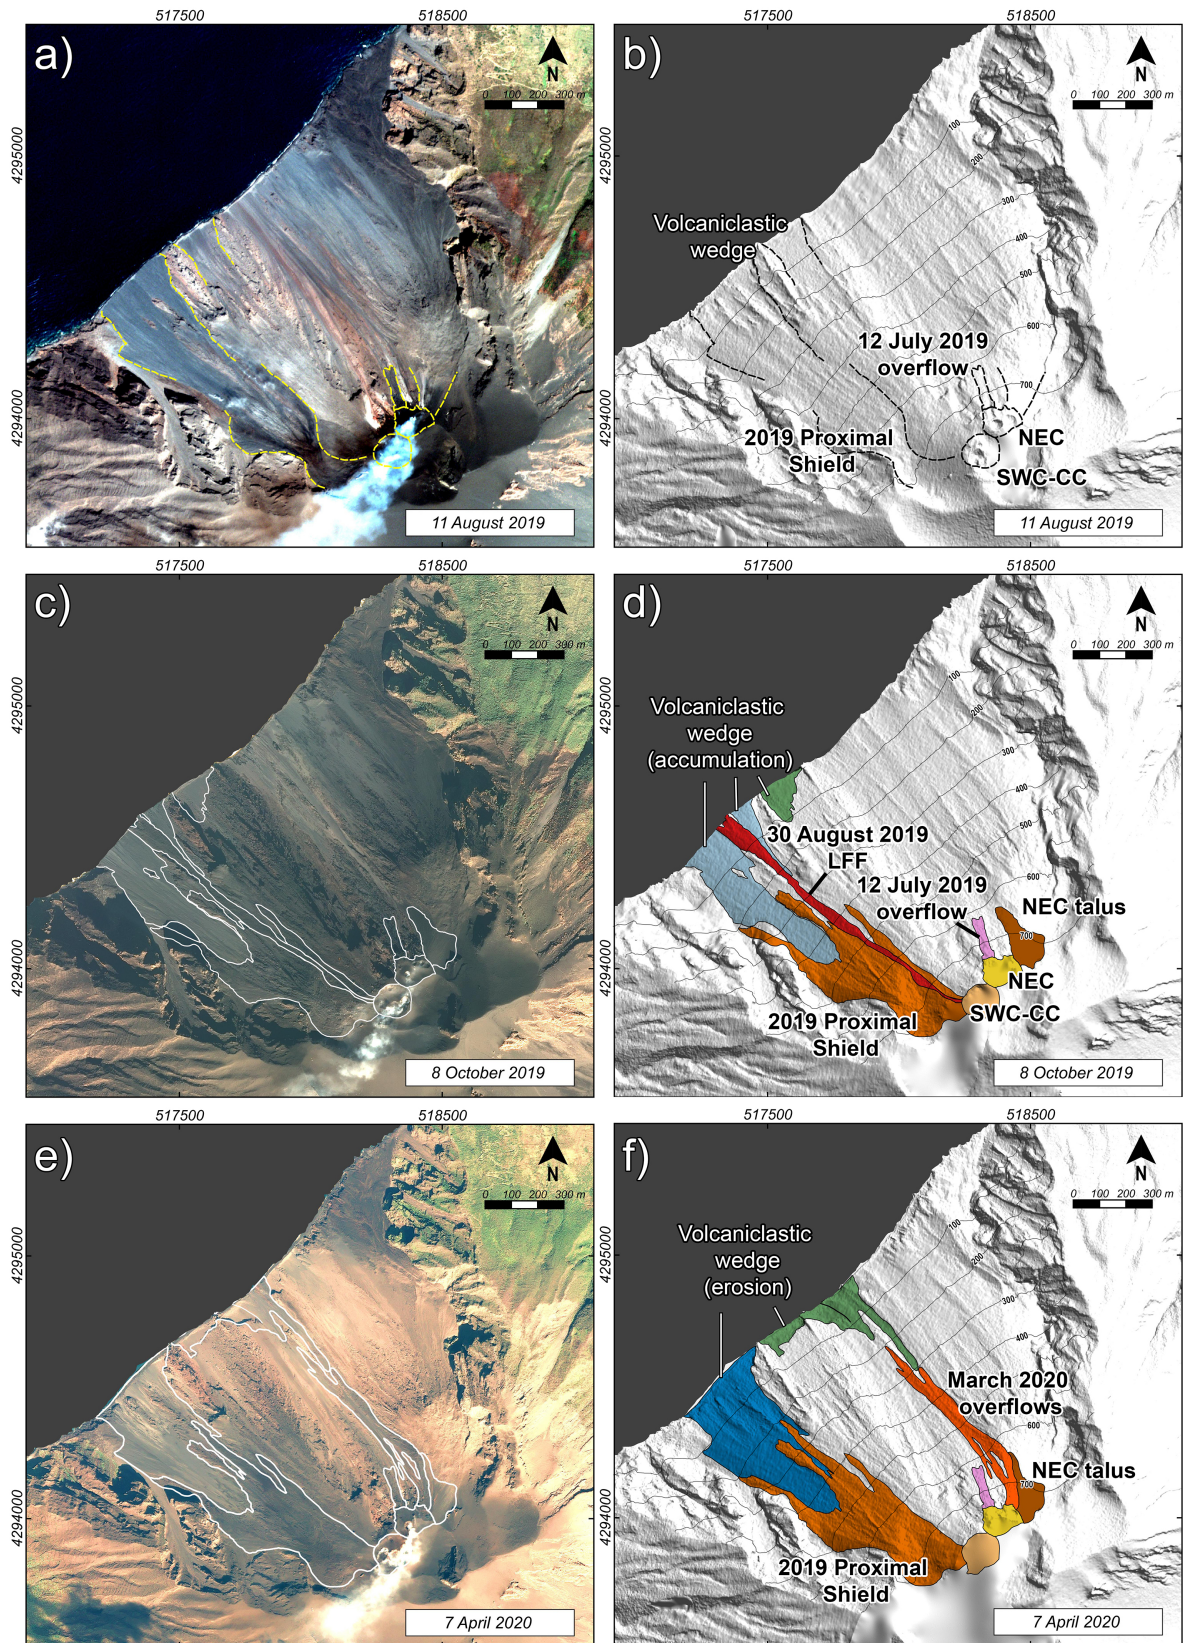 517500
518500
517500
518500
a)
N
0 100 200 300 m
4295000
4294000
11 August 2019
b)
N
0 100 200 300 m
4295000
4294000
100
200
300
400
500
600
700
Volcaniclastic
wedge
12 July 2019
overflow
2019 Proximal
Shield
NEC
SWC-CC
11 August 2019
517500
518500
517500
518500
c)
N
0 100 200 300 m
4295000
4294000
8 October 2019
d)
N
0 100 200 300 m
4295000
4294000
100
200
300
400
500
600
700
Volcaniclastic
wedge
(accumulation)
30 August 2019
LFF
12 July 2019
overflow
NEC talus
NEC
SWC-CC
2019 Proximal
Shield
8 October 2019
517500
518500
517500
518500
e)
N
0 100 200 300 m
4295000
4294000
7 April 2020
f)
N
0 100 200 300 m
4295000
4294000
100
200
300
400
600
700
Volcaniclastic
wedge
(erosion)
March 2020
overflows
NEC talus
2019 Proximal
Shield
7 April 2020